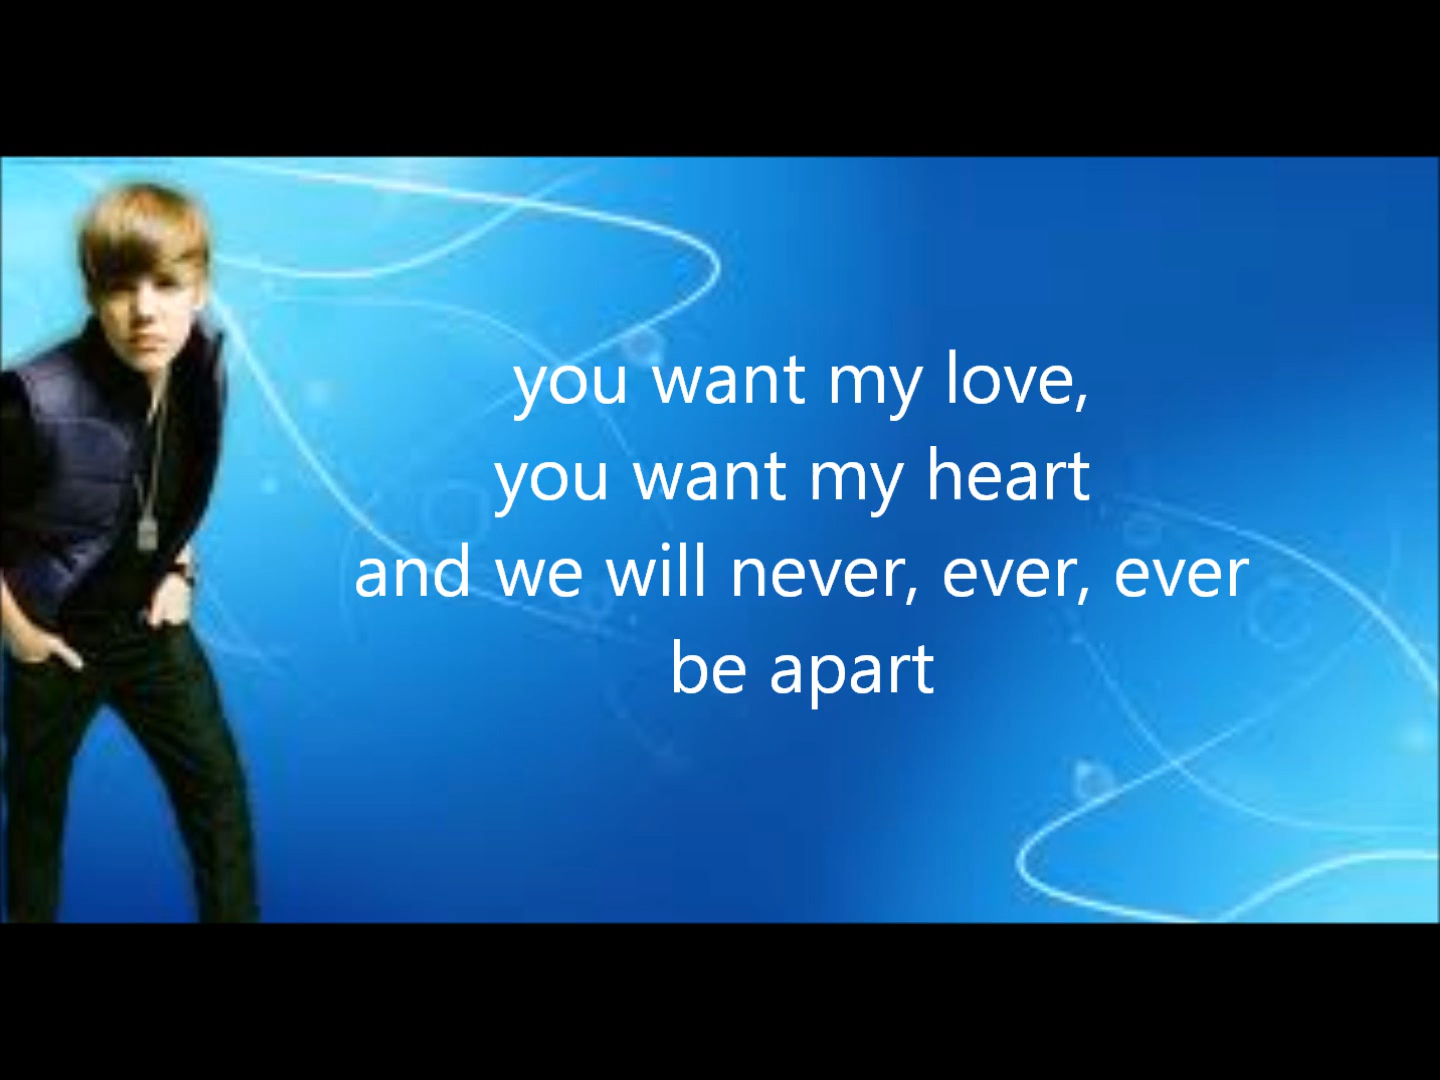 you want my love,
you want my heart
and we will never, ever, ever
be apart